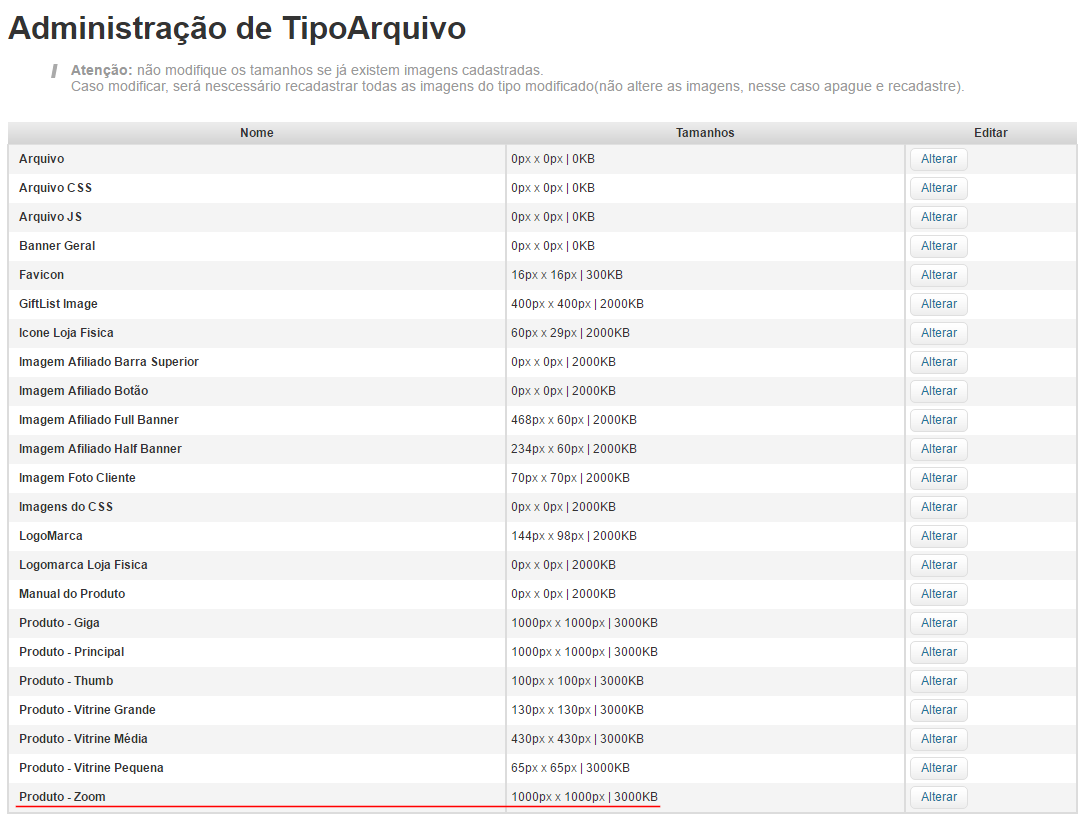 Administração de TipoArquivo
Atenção: não modifique os tamanhos se já existem imagens cadastradas.
Caso modificar, será nescessário recadastrar todas as imagens do tipo modificado(não altere as imagens, nesse caso apague e recadastre).
Nome Tamanhos Editar
Arquivo 0px x 0px | 0KB Alterar
Arquivo CSS 0px x 0px | 0KB Alterar
Arquivo JS 0px x 0px | 0KB Alterar
Banner Geral 0px x 0px | 0KB Alterar
Favicon 16px x 16px | 300KB Alterar
GiftList Image 400px x 400px | 2000KB Alterar
Icone Loja Fisica 60px x 29px | 2000KB Alterar
Imagem Afiliado Barra Superior 0px x 0px | 2000KB Alterar
Imagem Afiliado Botão 0px x 0px | 2000KB Alterar
Imagem Afiliado Full Banner 468px x 60px | 2000KB Alterar
Imagem Afiliado Half Banner 234px x 60px | 2000KB Alterar
Imagem Foto Cliente 70px x 70px | 2000KB Alterar
Imagens do CSS 0px x 0px | 2000KB Alterar
LogoMarca 144px x 98px | 2000KB Alterar
Logomarca Loja Fisica 0px x 0px | 2000KB Alterar
Manual do Produto 0px x 0px | 2000KB Alterar
Produto - Giga 1000px x 1000px | 3000KB Alterar
Produto - Principal 1000px x 1000px | 3000KB Alterar
Produto - Thumb 100px x 100px | 3000KB Alterar
Produto - Vitrine Grande 130px x 130px | 3000KB Alterar
Produto - Vitrine Média 430px x 430px | 3000KB Alterar
Produto - Vitrine Pequena 65px x 65px | 3000KB Alterar
Produto - Zoom 1000px x 1000px | 3000KB Alterar